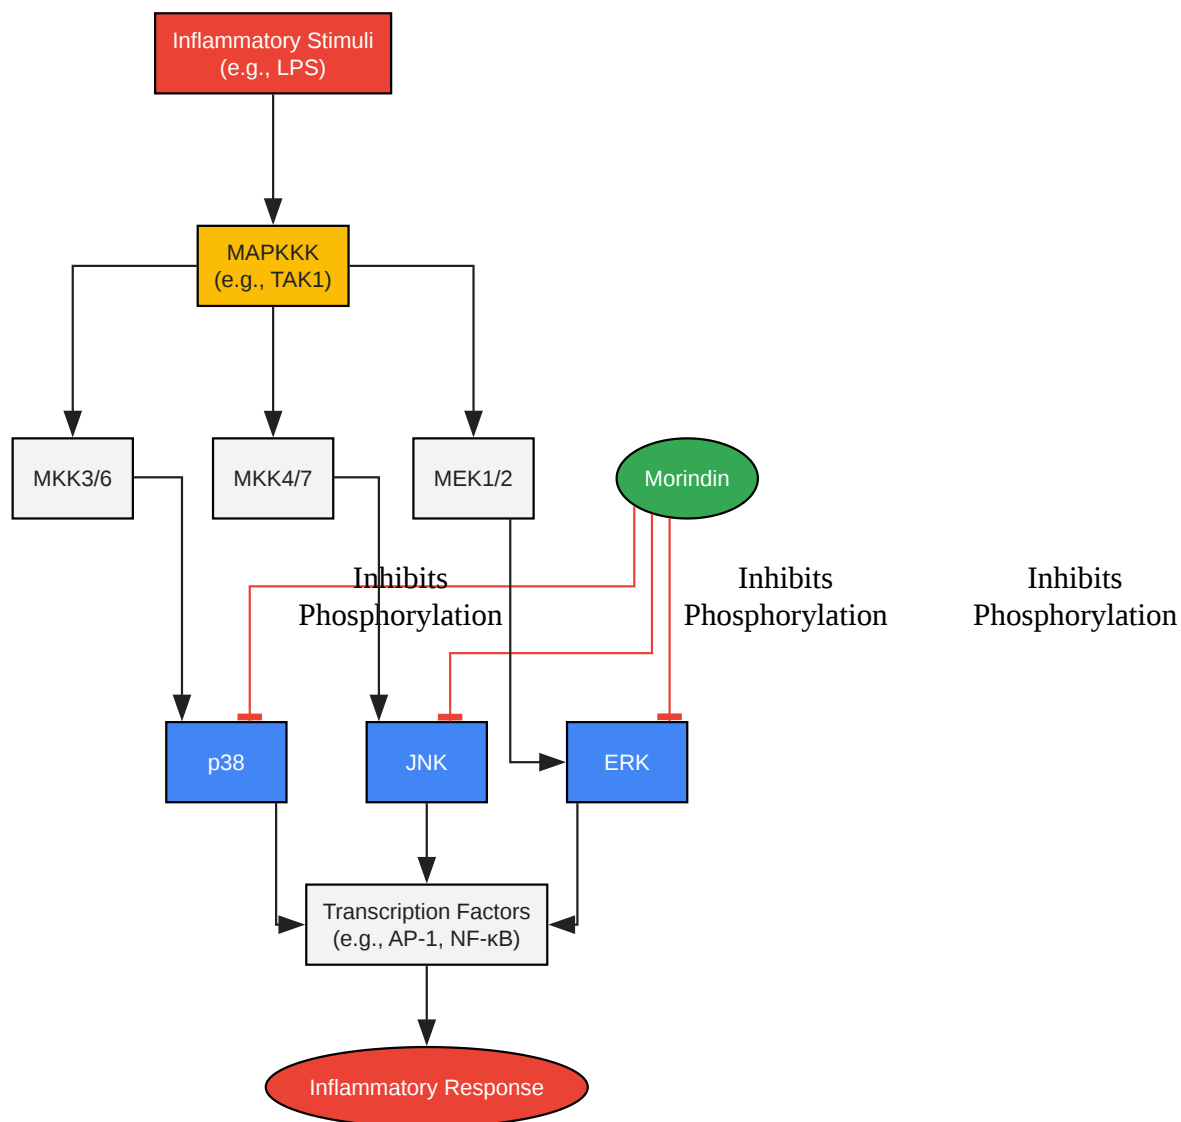 Inflammatory Stimuli
(e.g., LPS)
MAPKKK
(e.g., TAK1)
MKK3/6
MKK4/7
MEK1/2
Morindin
Inhibits
Phosphorylation
Inhibits
Phosphorylation
Inhibits
Phosphorylation
p38
JNK
ERK
Transcription Factors
(e.g., AP-1, NF-κB)
Inflammatory Response